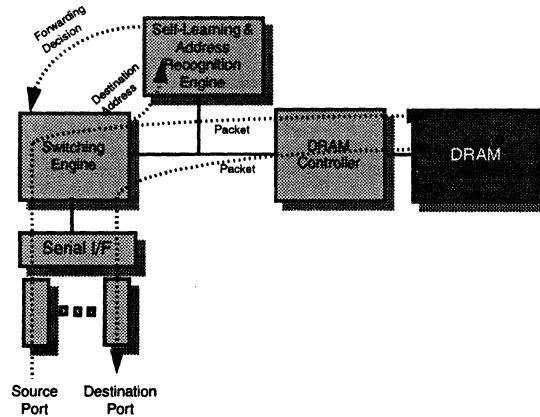 Forwarding
Decision
Self-Learning &
Address
Recognition
Engine
Destination
Address
Switching
Engine
Packet
Packet
DRAM
Controller
DRAM
Serial I/F
Source
Port
Destination
Port